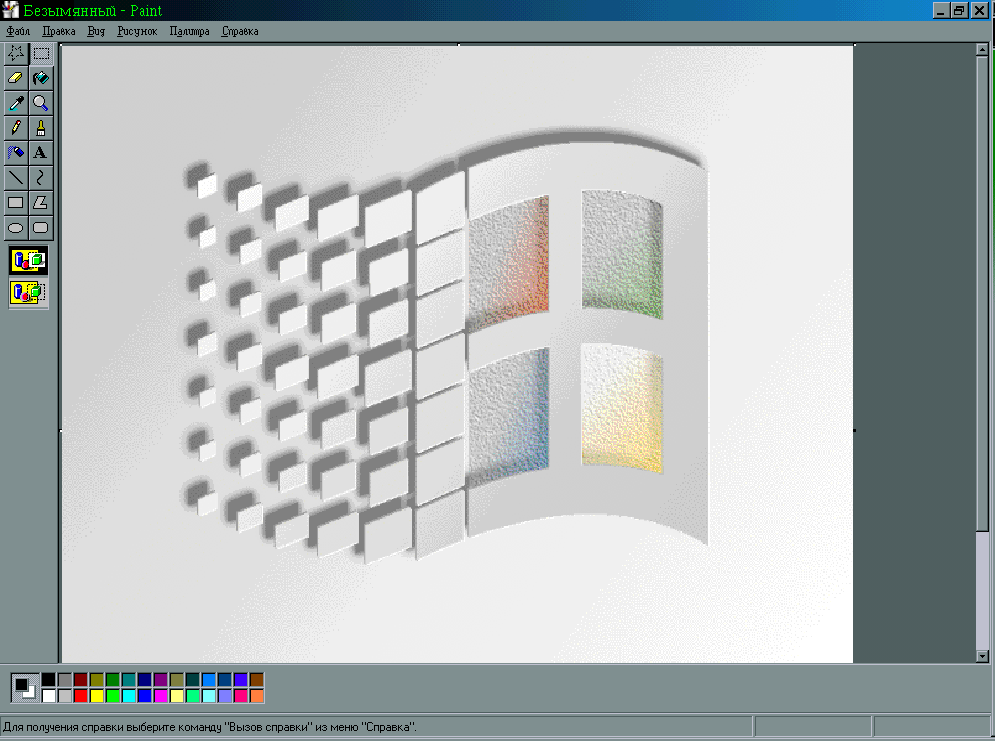 Безымянный - Paint
Файл Правка Вид Рисунок Палитра Справка
A
Для получения справки выберите команду "Вызов справки" из меню "Справка".